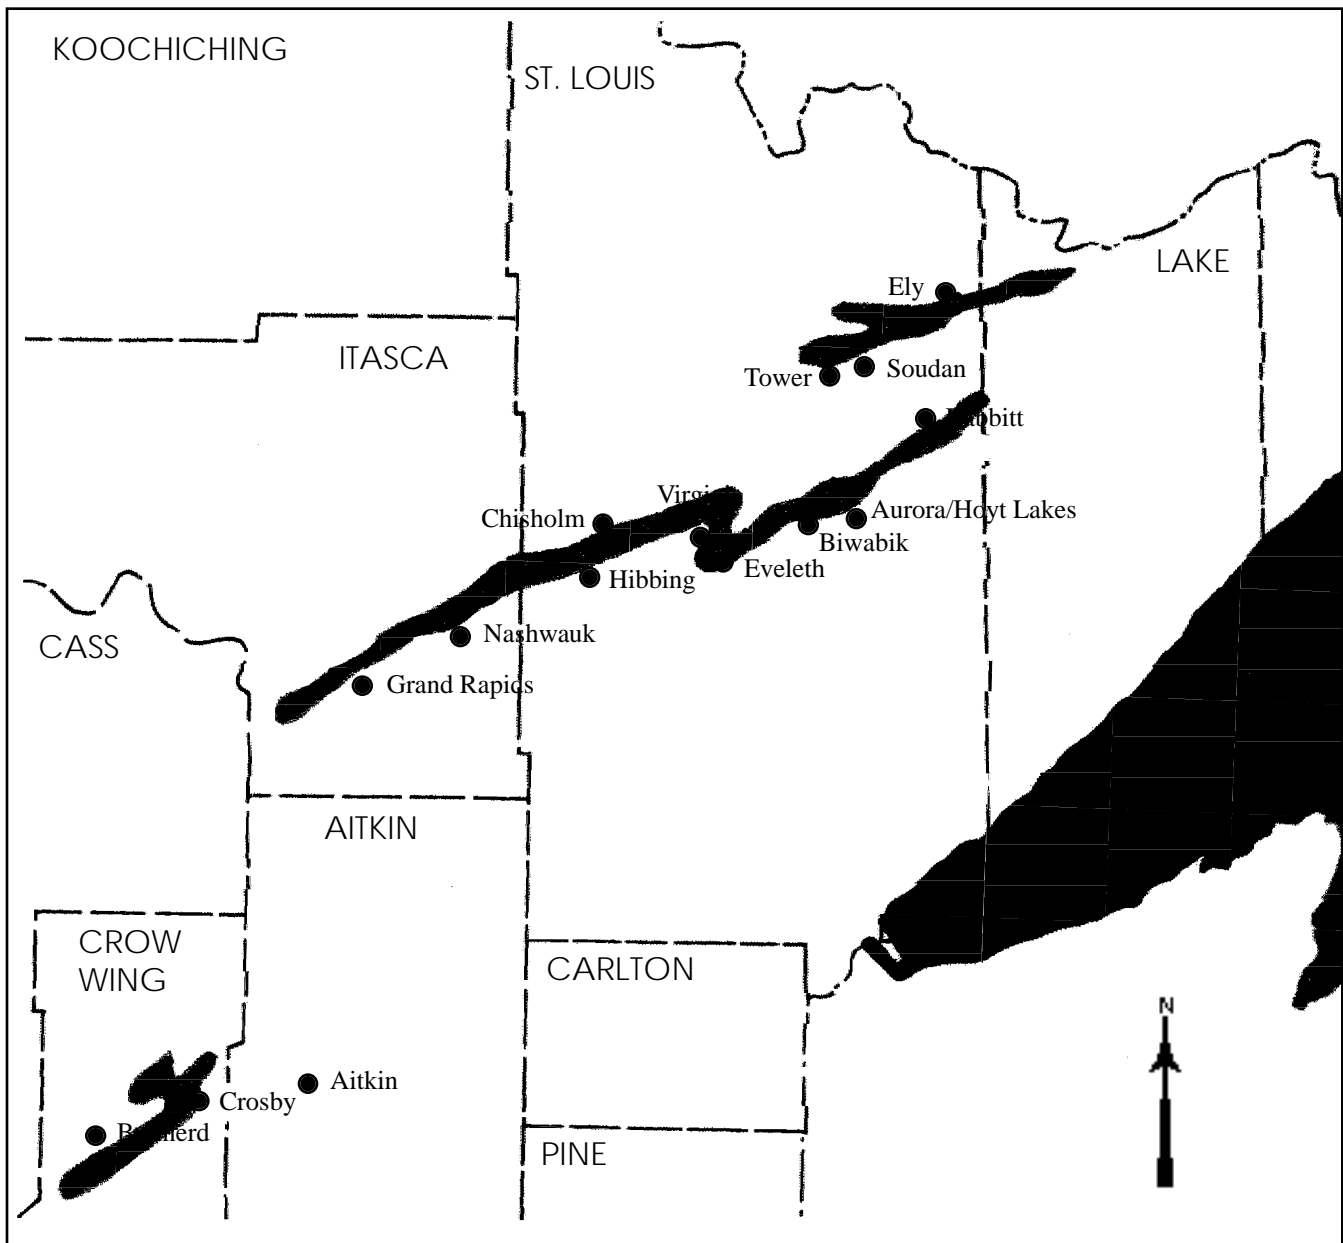 KOOCHICHING
ST. LOUIS
LAKE
Ely
ITASCA
Tower
Soudan
Chisholm
Aurora/Hoyt Lakes
Biwabik
Eveleth
Hibbing
Nashwauk
CASS
Grand Rapids
AITKIN
CROW
WING
CARLTON
N
Aitkin
Crosby
PINE